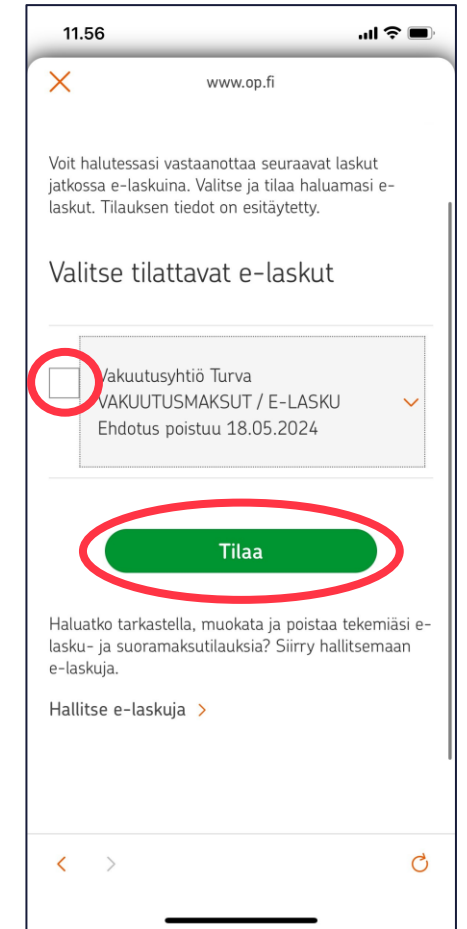 11.56
www.op.fi
Voit halutessasi vastaanottaa seuraavat laskut
jatkossa e-laskuina. Valitse ja tilaa haluamasi e-
laskut. Tilauksen tiedot on esitäytetty.
Valitse tilattavat e-laskut
Vakuutusyhtiö Turva
VAKUUTUSMAKSUT / E-LASKU
Ehdotus poistuu 18.05.2024
Tilaa
Haluatko tarkastella, muokata ja poistaa tekemiäsi e-
lasku- ja suoramaksutilauksia? Siirry hallitsemaan
e-laskuja.
Hallitse e-laskuja